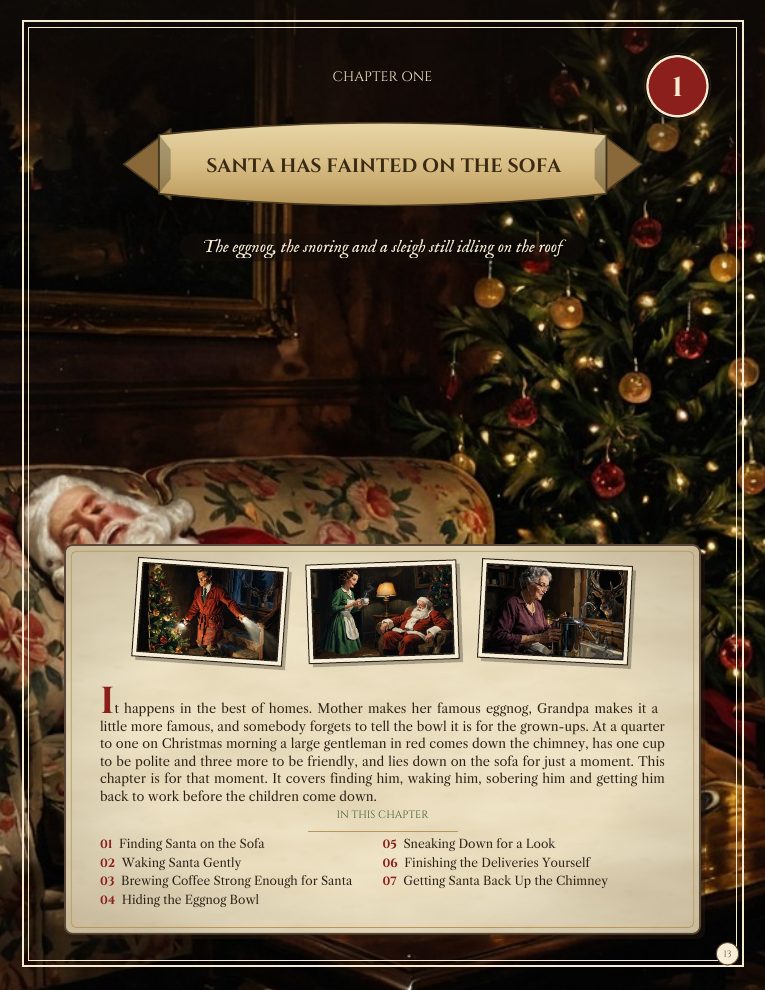 CHAPTER ONE
1
SANTA HAS FAINTED ON THE SOFA
The eggnog, the snoring and a sleigh still idling on the roof
It happens in the best of homes. Mother makes her famous eggnog, Grandpa makes it a
little more famous, and somebody forgets to tell the bowl it is for the grown-ups. At a quarter
to one on Christmas morning a large gentleman in red comes down the chimney, has one cup
to be polite and three more to be friendly, and lies down on the sofa for just a moment. This
chapter is for that moment. It covers finding him, waking him, sobering him and getting him
back to work before the children come down.
IN THIS CHAPTER
01 Finding Santa on the Sofa
02 Waking Santa Gently
03 Brewing Coffee Strong Enough for Santa
04 Hiding the Eggnog Bowl
05 Sneaking Down for a Look
06 Finishing the Deliveries Yourself
07 Getting Santa Back Up the Chimney
13